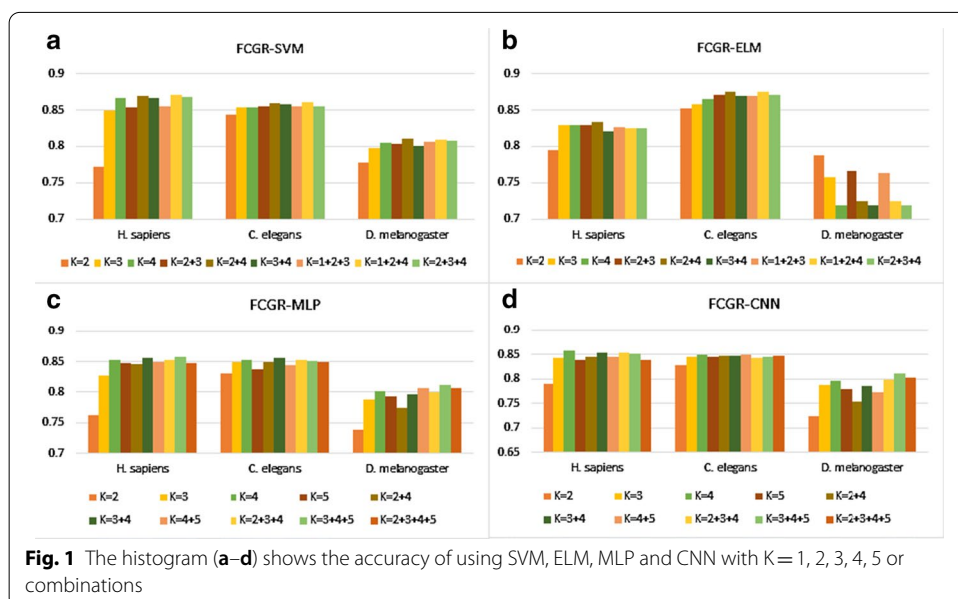 a
FCGR-SVM
0.9
0.85
0.8
0.75
0.7
H. sapiens C. elegans D. melanogaster
K=2 K=3 K=4 K=2+3 K=2+4 K=3+4 K=1+2+3 K=1+2+4 K=2+3+4
b
FCGR-ELM
0.9
0.85
0.8
0.75
0.7
H. sapiens C. elegans D. melanogaster
K=2 K=3 K=4 K=2+3 K=2+4 K=3+4 K=1+2+3 K=1+2+4 K=2+3+4
c
FCGR-MLP
0.9
0.85
0.8
0.75
0.7
H. sapiens C. elegans D. melanogaster
K=2 K=3 K=4 K=5 K=2+4
K=3+4 K=4+5 K=2+3+4 K=3+4+5 K=2+3+4+5
d
FCGR-CNN
0.9
0.85
0.8
0.75
0.7
0.65
H. sapiens C. elegans D. melanogaster
K=2 K=3 K=4 K=5 K=2+4
K=3+4 K=4+5 K=2+3+4 K=3+4+5 K=2+3+4+5
Fig. 1 The histogram (a–d) shows the accuracy of using SVM, ELM, MLP and CNN with K = 1, 2, 3, 4, 5 or
combinations